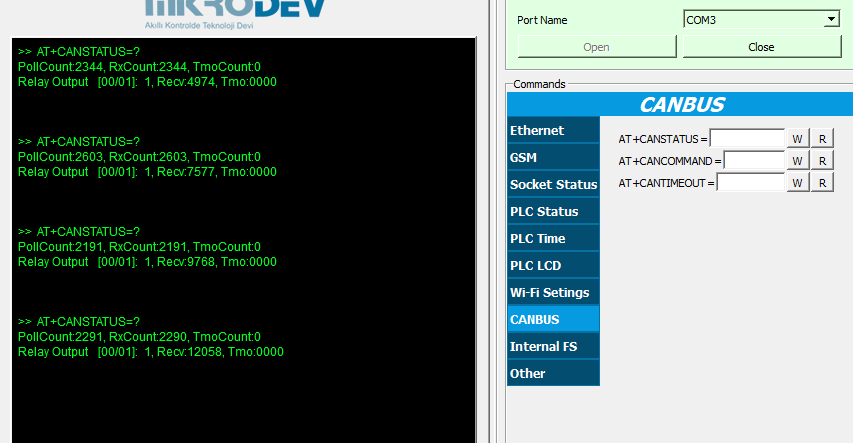 MIKRODEV
Akıllı Kontrolde Teknoloji Devi
>> AT+CANSTATUS=?
PollCount:2344, RxCount:2344, TmoCount:0
Relay Output [00/01]: 1, Recv:4974, Tmo:0000
>> AT+CANSTATUS=?
PollCount:2603, RxCount:2603, TmoCount:0
Relay Output [00/01]: 1, Recv:7577, Tmo:0000
>> AT+CANSTATUS=?
PollCount:2191, RxCount:2191, TmoCount:0
Relay Output [00/01]: 1, Recv:9768, Tmo:0000
>> AT+CANSTATUS=?
PollCount:2291, RxCount:2290, TmoCount:0
Relay Output [00/01]: 1, Recv:12058, Tmo:0000
Port Name COM3
Open Close
Commands
CANBUS
Ethernet
GSM
Socket Status
PLC Status
PLC Time
PLC LCD
Wi-Fi Setings
CANBUS
Internal FS
Other
AT+CANSTATUS = W R
AT+CANCOMMAND = W R
AT+CANTIMEOUT = W R